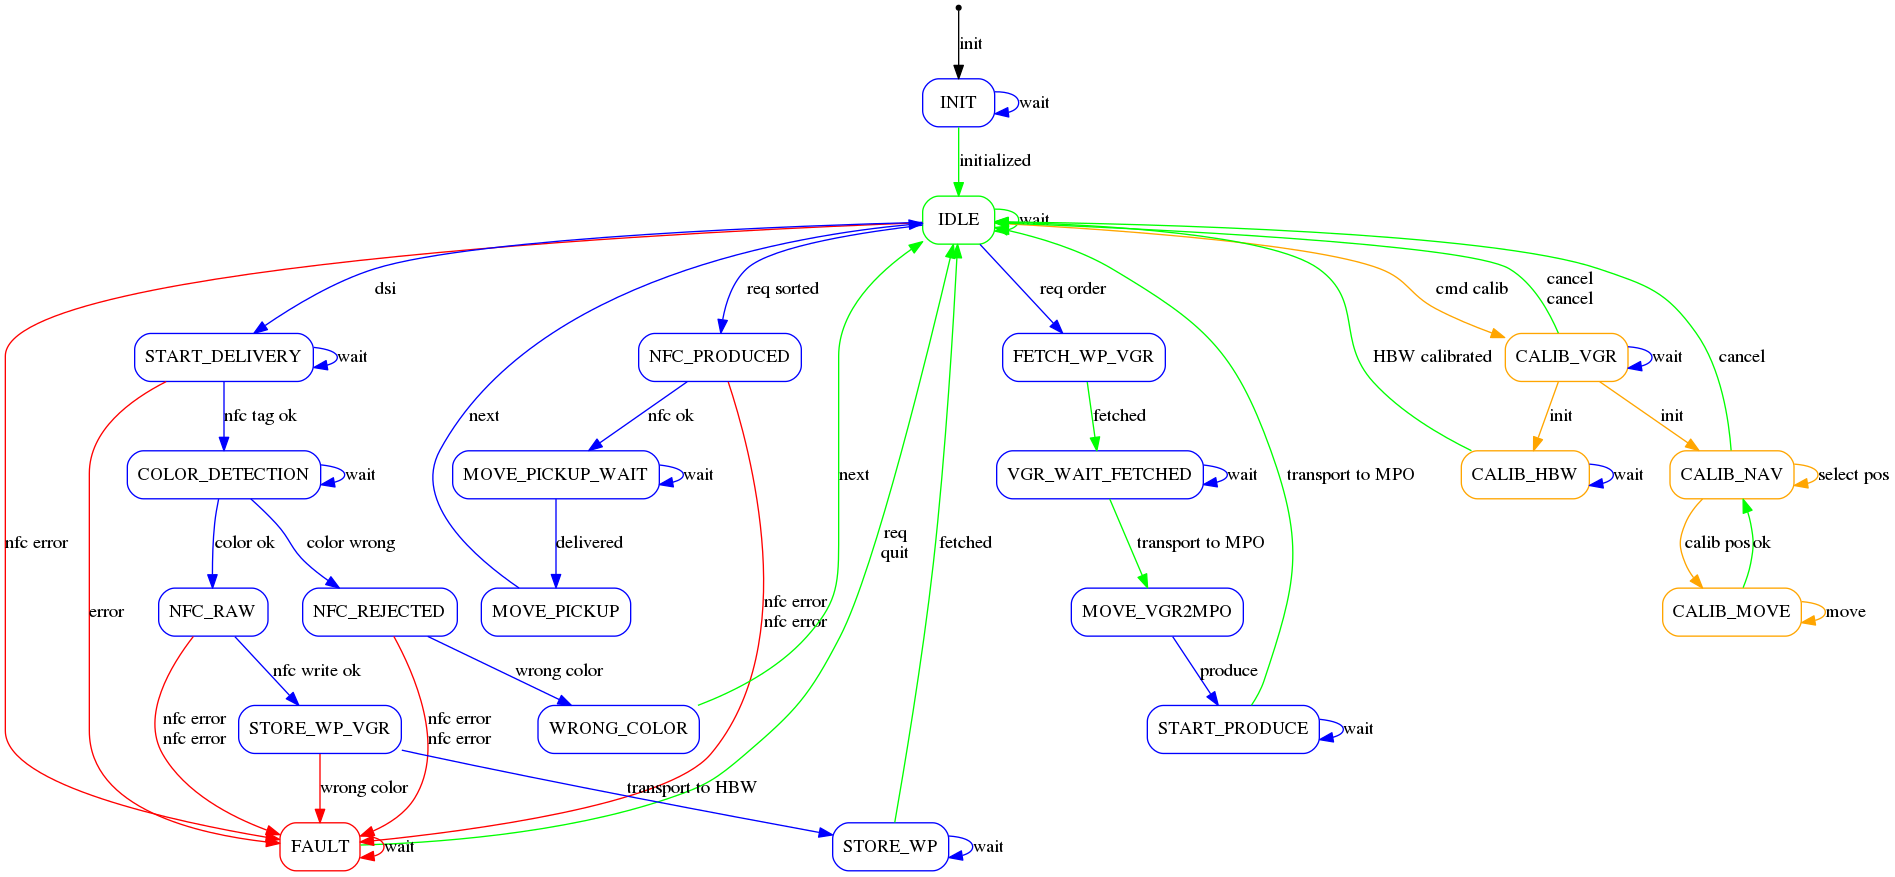 init
INIT
wait
initialized
IDLE
wait
dsi
req sorted
req order
cmd calib
cancel
cancel
START_DELIVERY
wait
NFC_PRODUCED
FETCH_WP_VGR
HBW calibrated
CALIB_VGR
wait
cancel
nfc tag ok
next
nfc ok
fetched
init
init
COLOR_DETECTION
wait
MOVE_PICKUP_WAIT
wait
next
VGR_WAIT_FETCHED
wait
transport to MPO
CALIB_HBW
wait
CALIB_NAV
select pos
nfc error
color ok
color wrong
delivered
req
quit
fetched
transport to MPO
calib pos
ok
error
NFC_RAW
NFC_REJECTED
MOVE_PICKUP
nfc error
nfc error
MOVE_VGR2MPO
CALIB_MOVE
move
nfc write ok
wrong color
produce
nfc error
nfc error
STORE_WP_VGR
nfc error
nfc error
WRONG_COLOR
START_PRODUCE
wait
wrong color
transport to HBW
FAULT
wait
STORE_WP
wait